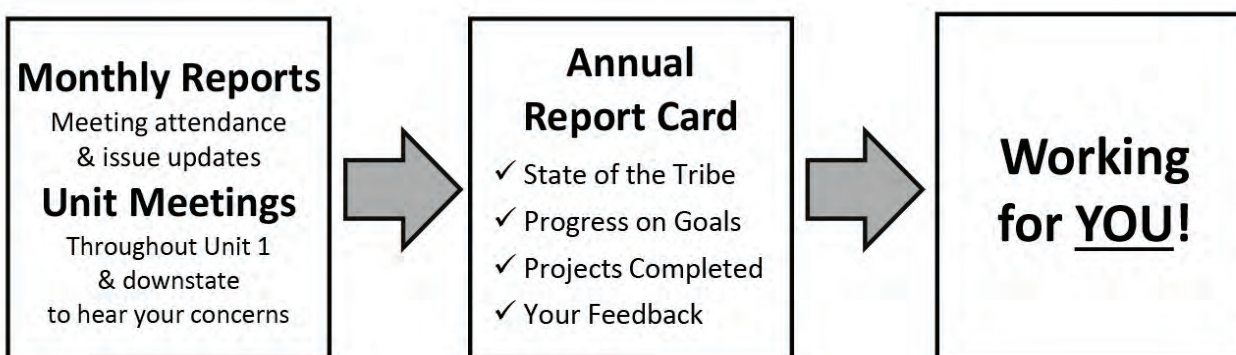 Monthly Reports
Meeting attendance
& issue updates
Unit Meetings
Throughout Unit 1
& downstate
to hear your concerns
Annual
Report Card
✓ State of the Tribe
✓ Progress on Goals
✓ Projects Completed
✓ Your Feedback
Working
for YOU!